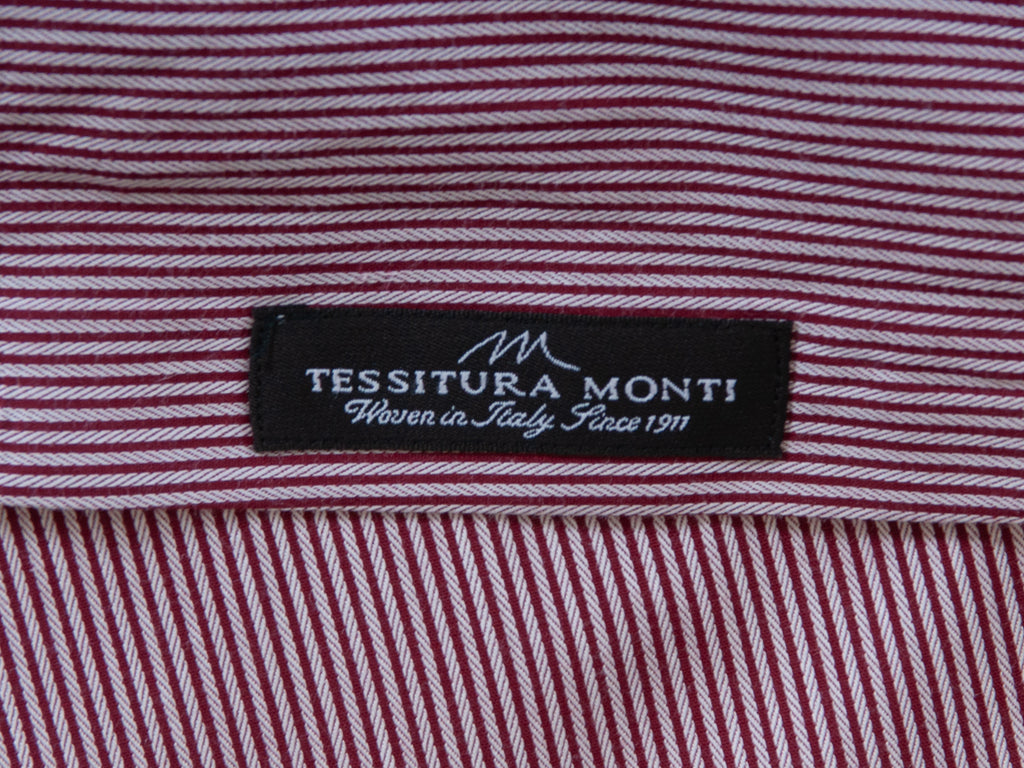 TESSITURA MONTI
Woven in Italy Since 1911